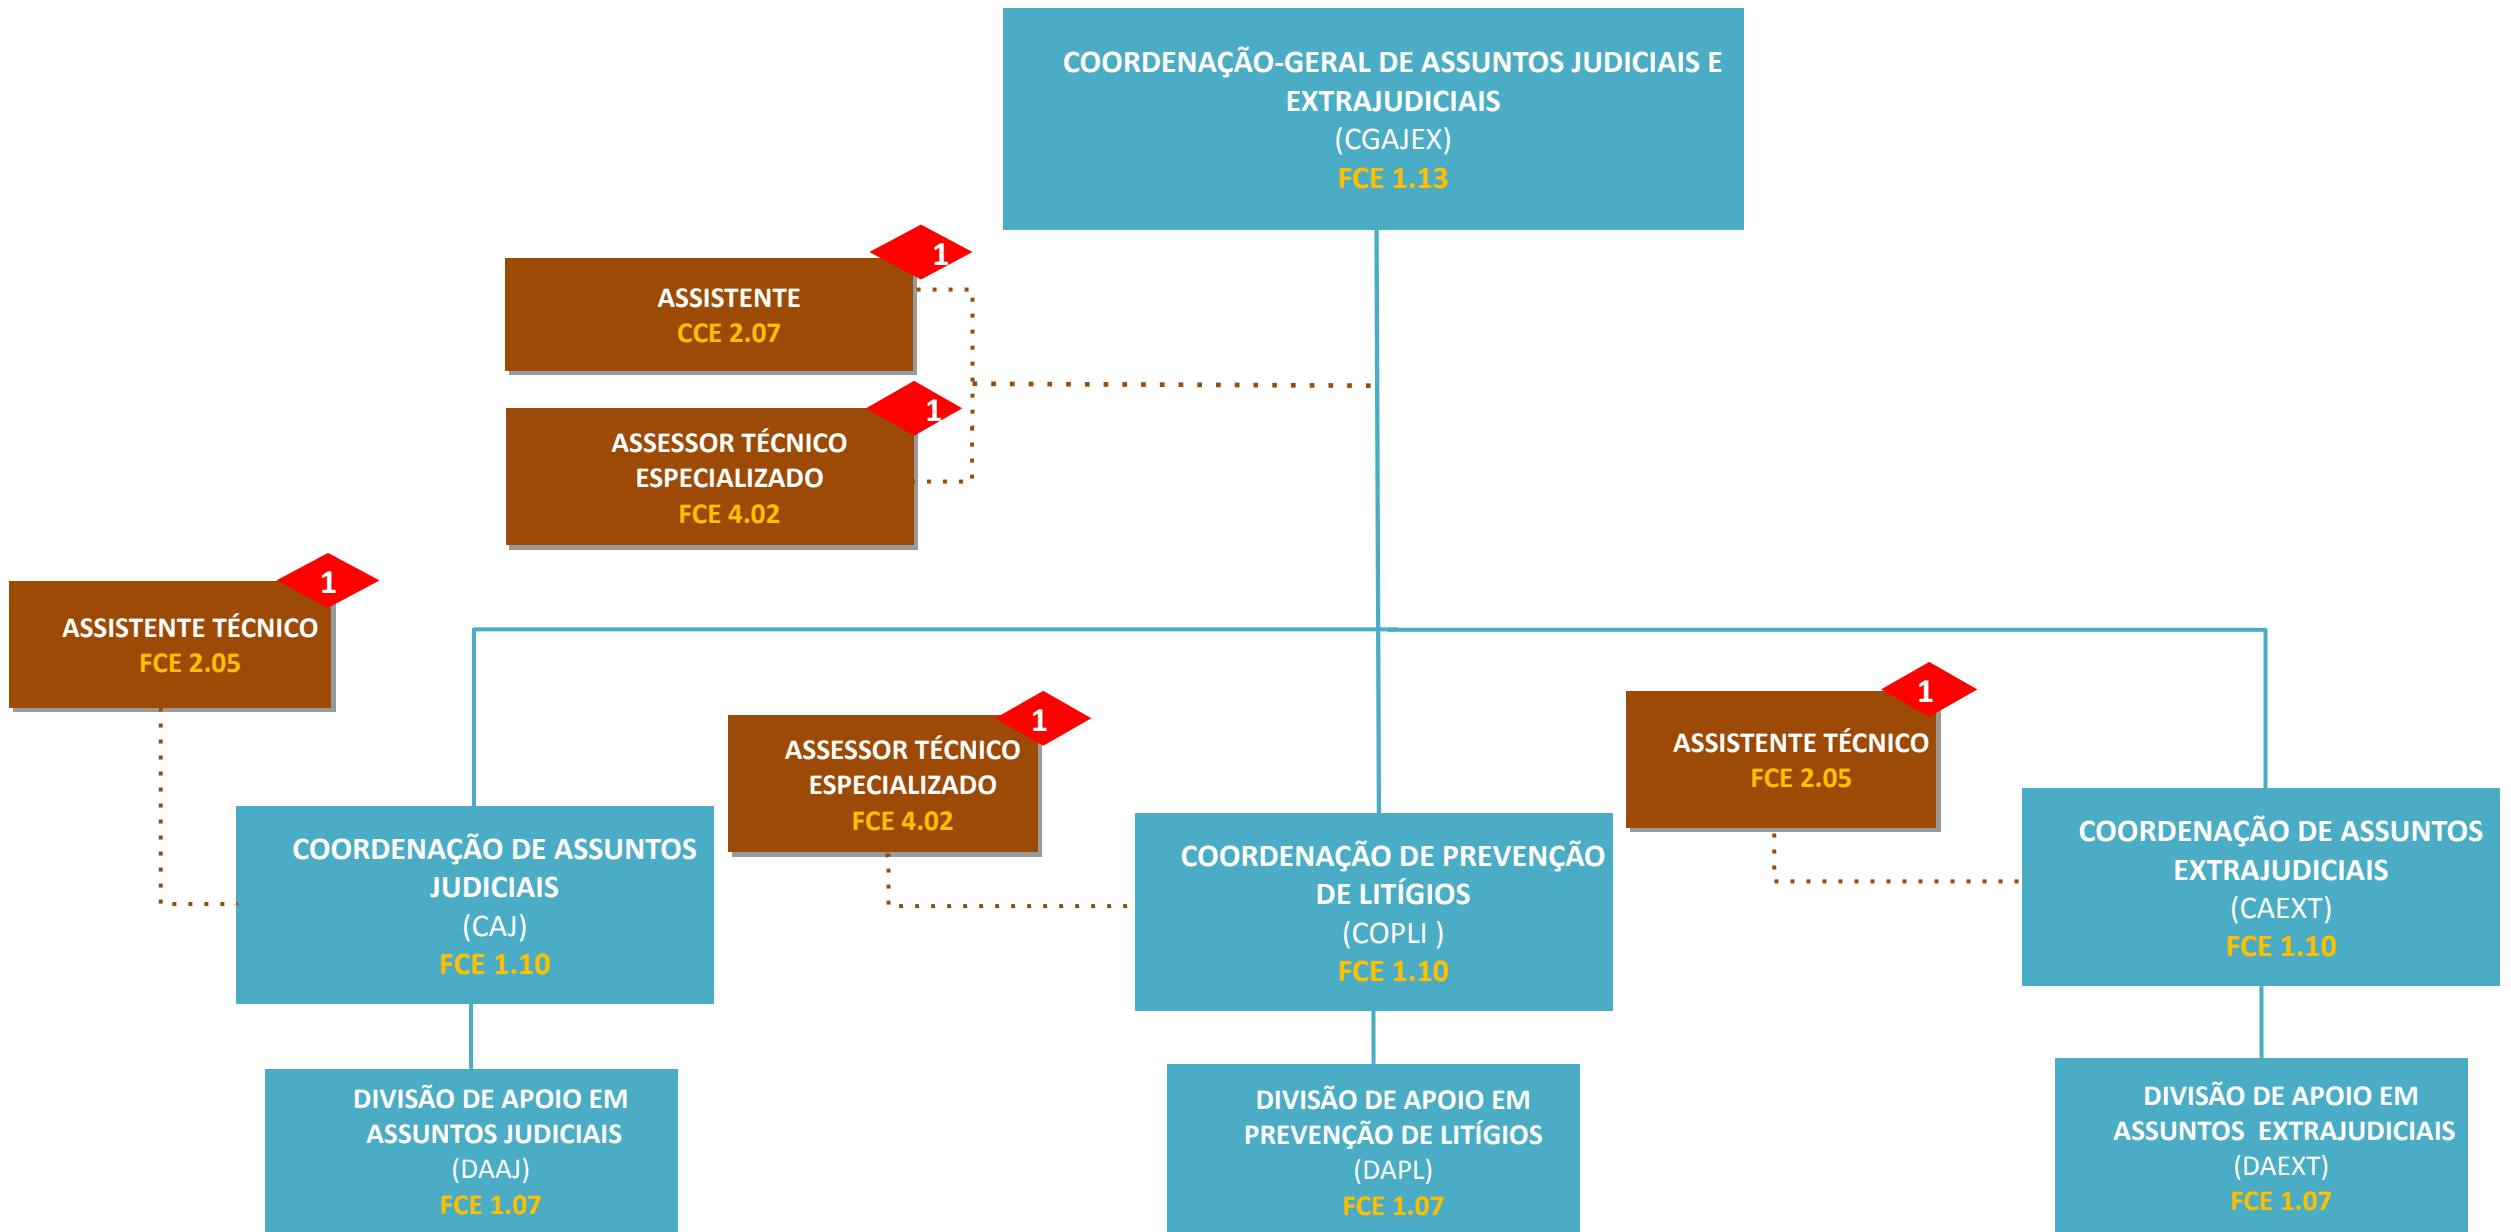 COORDENAÇÃO-GERAL DE ASSUNTOS JUDICIAIS E
EXTRAJUDICIAIS
(CGAJEX)
FCE 1.13
1
ASSISTENTE
CCE 2.07
1
ASSESSOR TÉCNICO
ESPECIALIZADO
FCE 4.02
1
ASSISTENTE TÉCNICO
FCE 2.05
1
ASSESSOR TÉCNICO
ESPECIALIZADO
FCE 4.02
1
ASSISTENTE TÉCNICO
FCE 2.05
COORDENAÇÃO DE ASSUNTOS
JUDICIAIS
(CAJ)
FCE 1.10
COORDENAÇÃO DE PREVENÇÃO
DE LITÍGIOS
(COPLI )
FCE 1.10
COORDENAÇÃO DE ASSUNTOS
EXTRAJUDICIAIS
(CAEXT)
FCE 1.10
DIVISÃO DE APOIO EM
ASSUNTOS JUDICIAIS
(DAAJ)
FCE 1.07
DIVISÃO DE APOIO EM
PREVENÇÃO DE LITÍGIOS
(DAPL)
FCE 1.07
DIVISÃO DE APOIO EM
ASSUNTOS  EXTRAJUDICIAIS
(DAEXT)
FCE 1.07